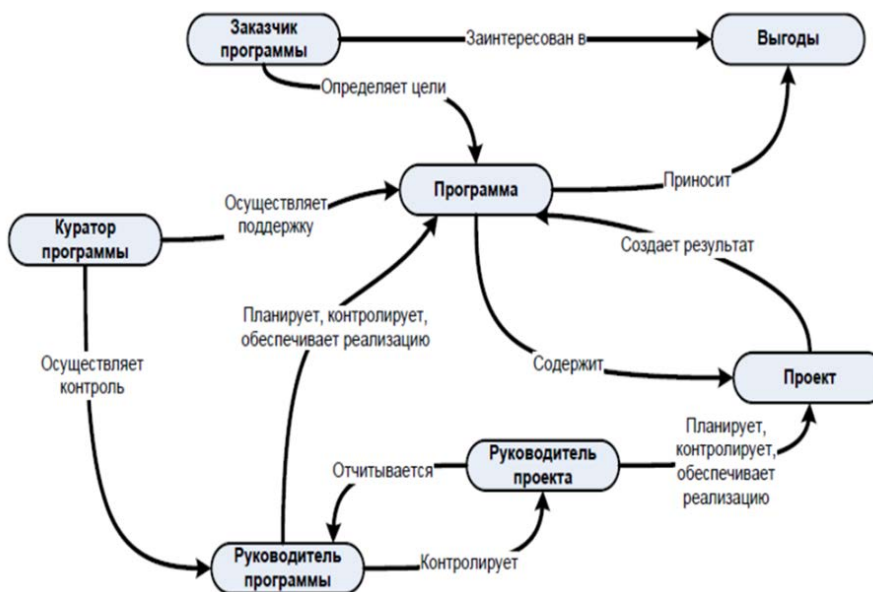 Заказчик
программы
Заинтересован в
Выгоды
Определяет цели
Программа
Приносит
Осуществляет
поддержку
Куратор
программы
Создает результат
Планирует, контролирует,
обеспечивает реализацию
Осуществляет
контроль
Содержит
Проект
Планирует,
контролирует,
обеспечивает
реализацию
Руководитель
проекта
Отчитывается
Руководитель
программы
Контролирует